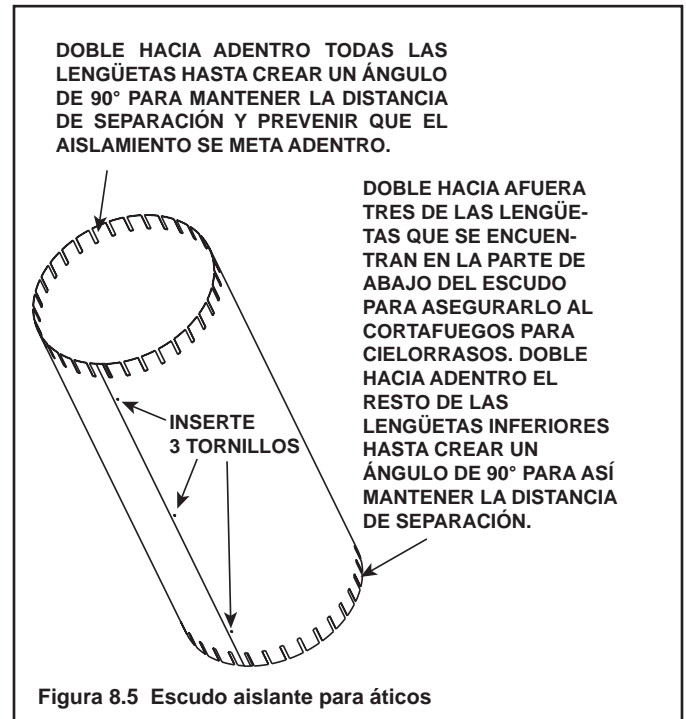 DOBLE HACIA ADENTRO TODAS LAS
LENGÜETAS HASTA CREAR UN ÁNGULO
DE 90° PARA MANTENER LA DISTANCIA
DE SEPARACIÓN Y PREVENIR QUE EL
AISLAMIENTO SE META ADENTRO.
DOBLE HACIA AFUERA
TRES DE LAS LENGÜE-
TAS QUE SE ENCUEN-
TRAN EN LA PARTE DE
ABAJO DEL ESCUDO
PARA ASEGURARLO AL
CORTAFUEGOS PARA
CIELORRASOS. DOBLE
HACIA ADENTRO EL
RESTO DE LAS
LENGÜETAS INFERIORES
HASTA CREAR UN
ÁNGULO DE 90° PARA ASÍ
MANTENER LA DISTANCIA
DE SEPARACIÓN.
INSERTE
3 TORNILLOS
Figura 8.5 Escudo aislante para áticos